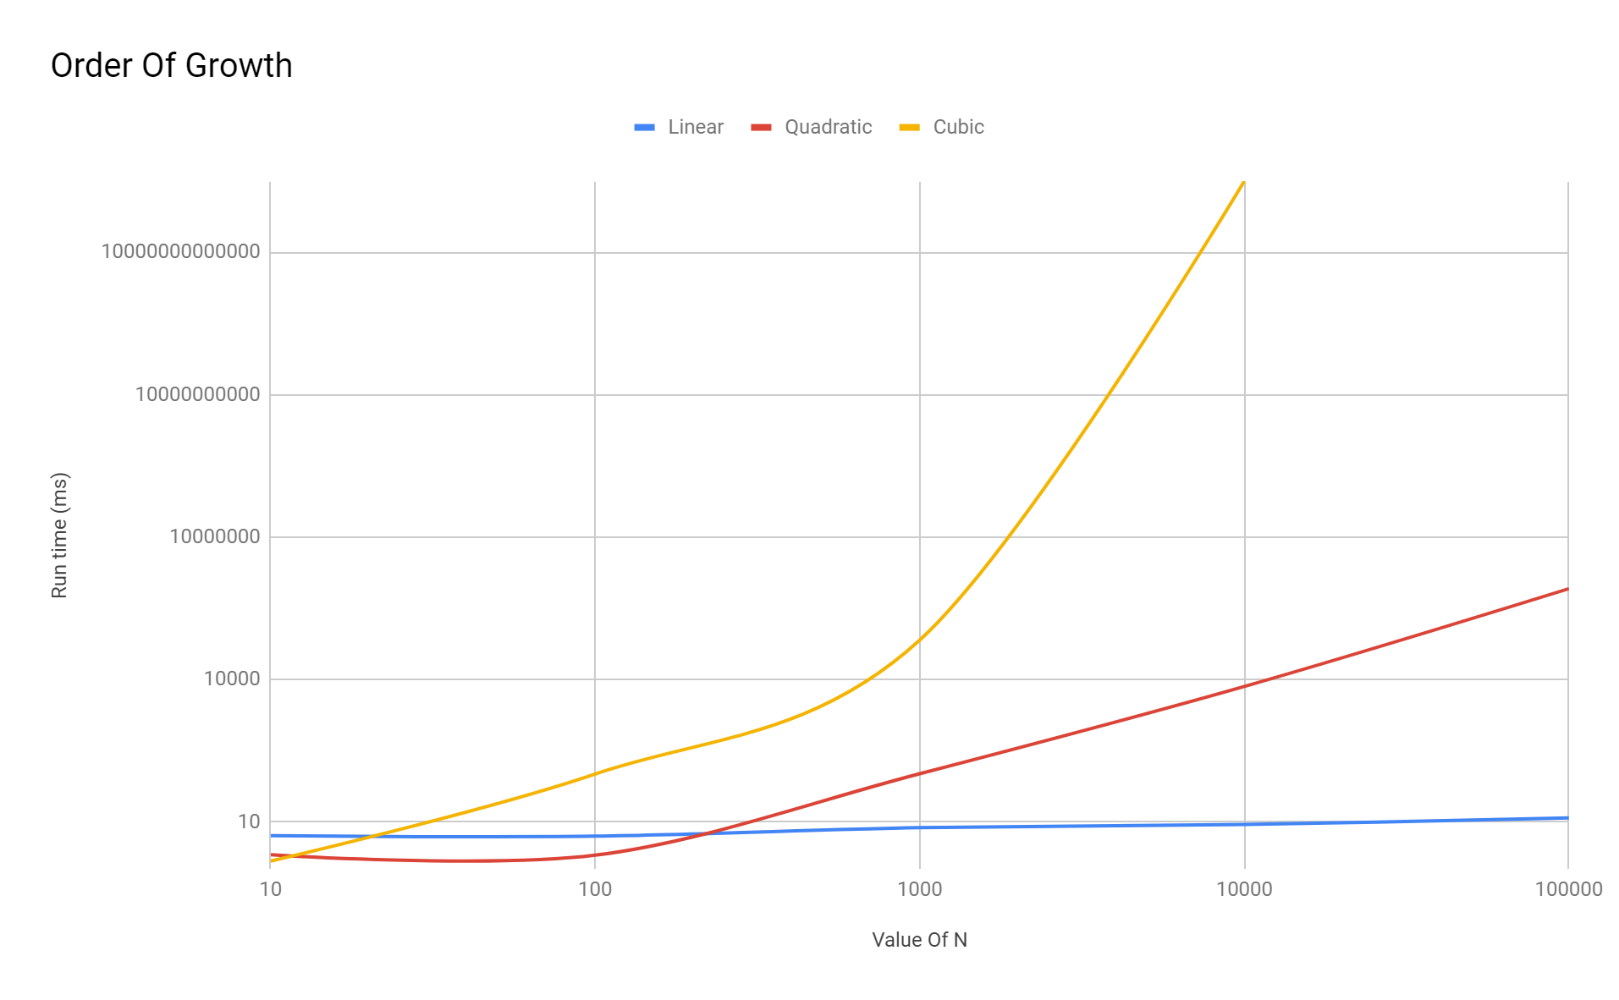 Order Of Growth
Linear Quadratic Cubic
10000000000000
10000000000
10000000
10000
10
Run time (ms)
10 100 1000 10000 100000
Value Of N